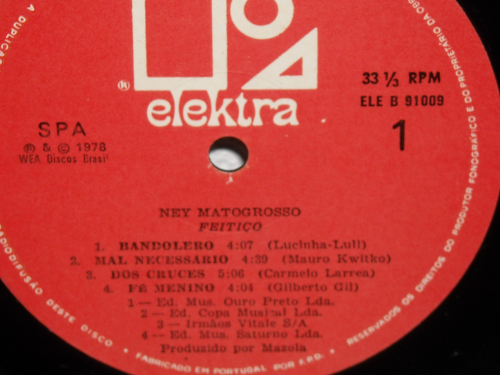 elektra
33 ⅓ RPM
ELE B 91009
1
SPA
℗ & © 1978
WEA Discos Brasil
NEY MATOGROSSO
FEITIÇO
1. BANDOLERO 4:07 (Lucinha-Luli)
2. MAL NECESSARIO 4:39 (Mauro Kwitko)
3. DOS CRUCES 5:06 (Carmelo Larrea)
4. FÉ MENINO 4:04 (Gilberto Gil)
1 — Ed. Mus. Ouro Preto Lda.
2 — Ed. Copa Musical Lda
3 — Irmãos Vitale S/A
4 — Ed. Mus. Saturno Lda.
Produzido por Mazola
A DUPLICAÇ
RADIODIFUSÃO DESTE DISCO • FABRICADO EM PORTUGAL POR F.P.D. • RESERVADOS OS DIREITOS DO PRODUTOR FONOGRÁFICO E DO PROPRIETÁRIO DA OBR